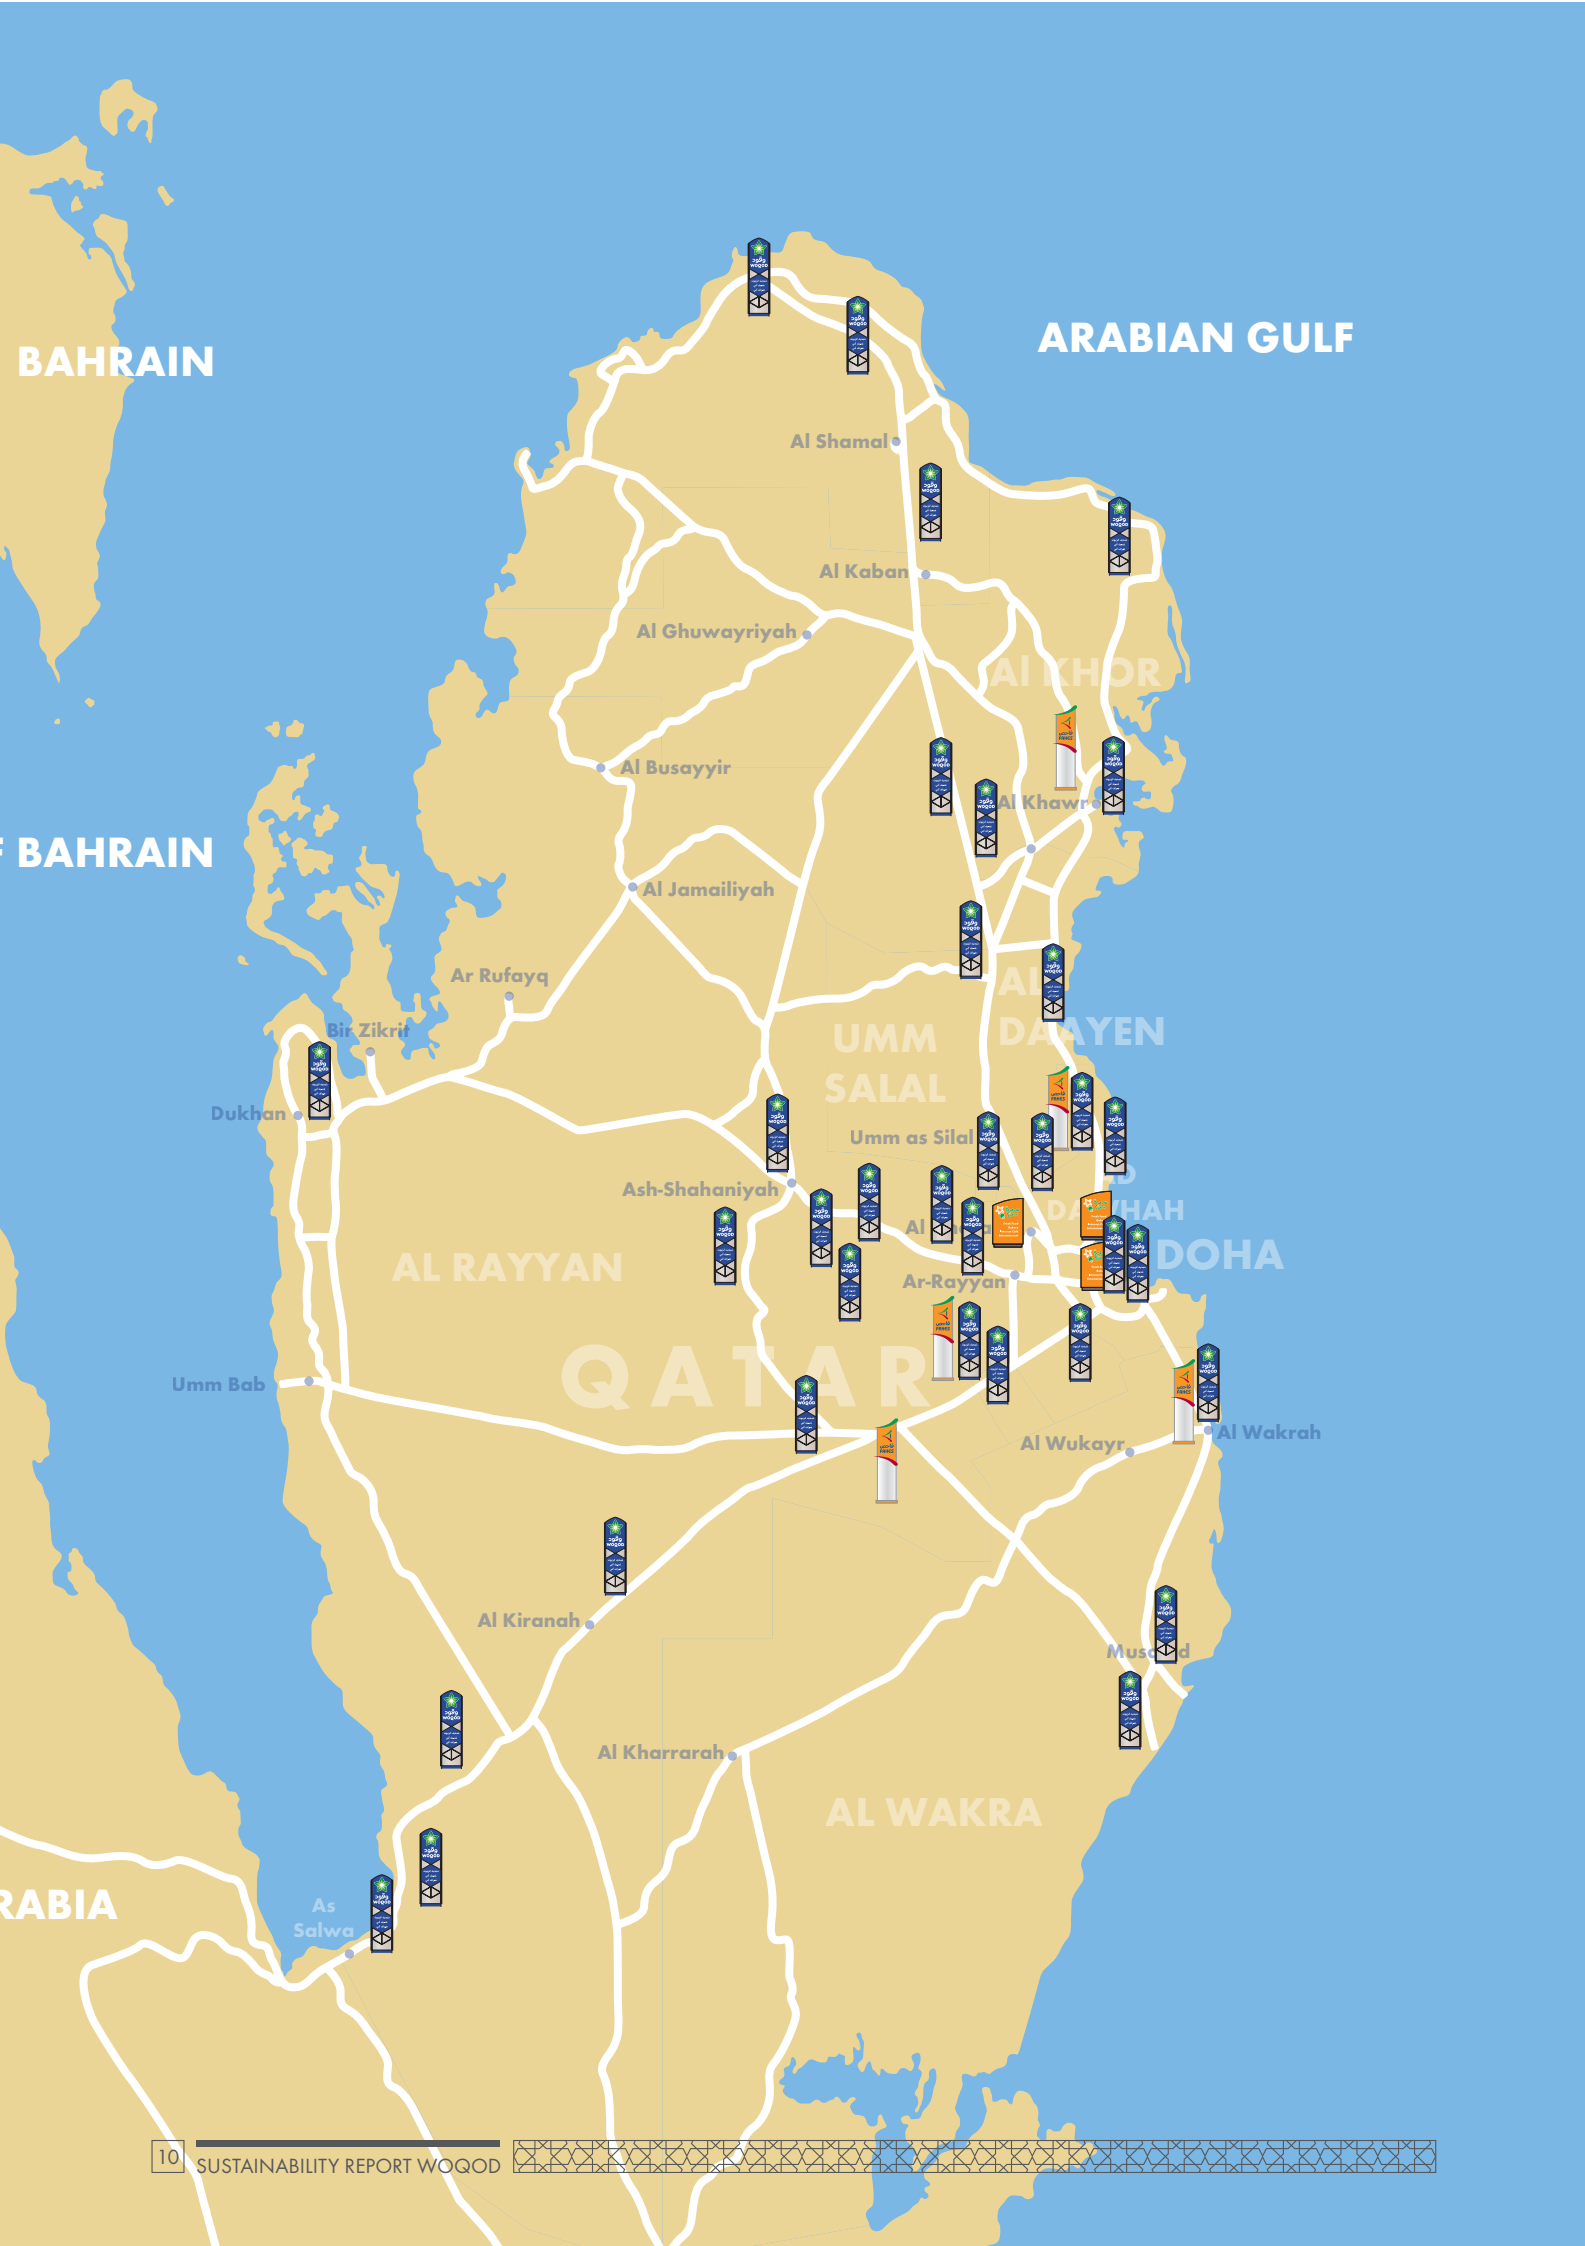 ARABIAN GULF
BAHRAIN
Al Shamal
Al Kaban
Al Ghuwayriyah
Al KHOR
Al Busayyir
Al Khawr
BAHRAIN
Al Jamailiyah
Ar Rufayq
AL
DAAYEN
Bir Zikrit
UMM
SALAL
Dukhan
Umm as Silal
Ash-Shahaniyah
AL RAYYAN
DOHA
Ar-Rayyan
QATAR
Umm Bab
Al Wukayr
Al Wakrah
Al Kiranah
Al Kharrarah
AL WAKRA
RABIA
As
Salwa
10
SUSTAINABILITY REPORT WOQOD